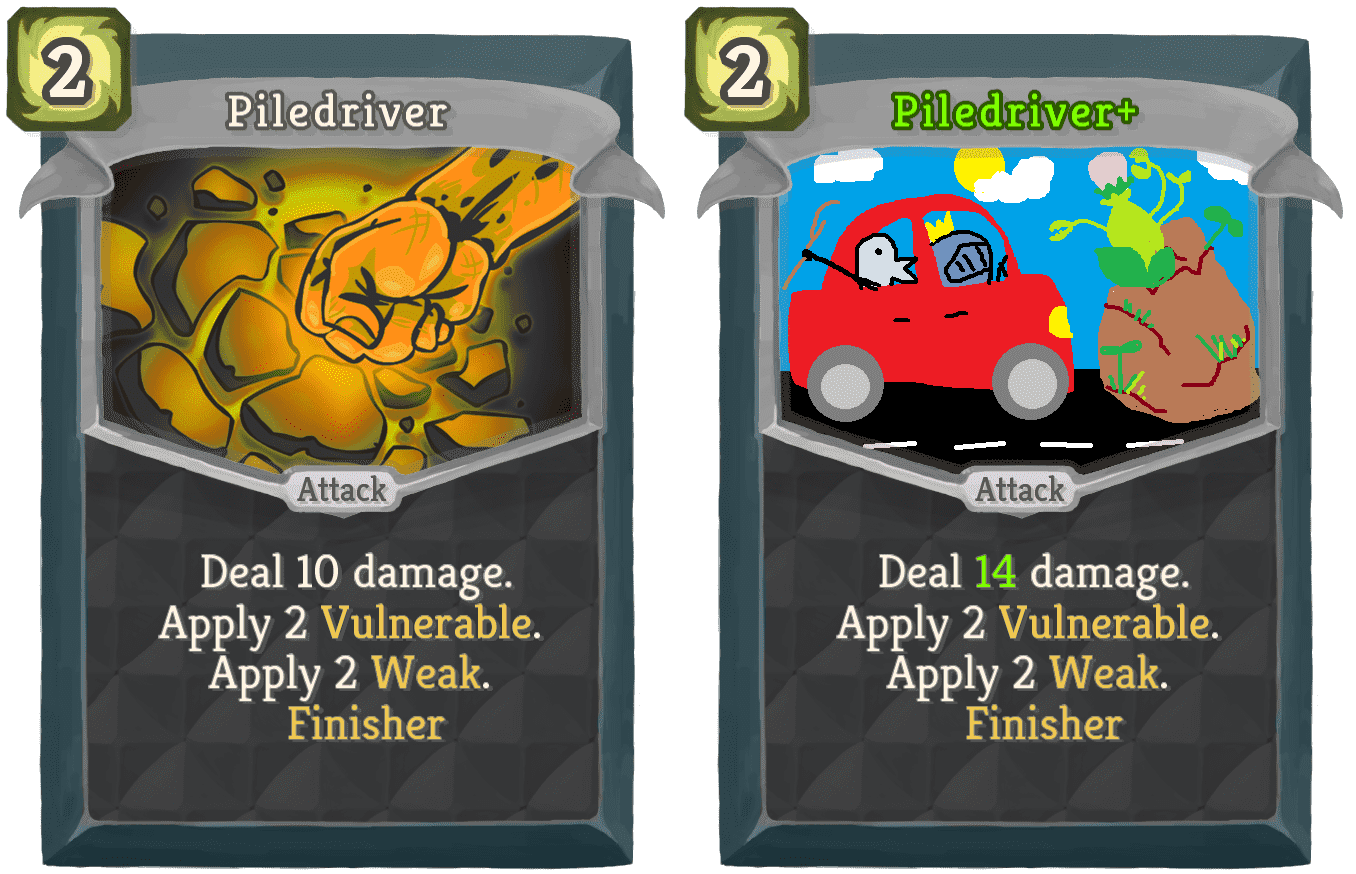 2
Piledriver
Attack
Deal 10 damage.
Apply 2 Vulnerable.
Apply 2 Weak.
Finisher
2
Piledriver+
Attack
Deal 14 damage.
Apply 2 Vulnerable.
Apply 2 Weak.
Finisher